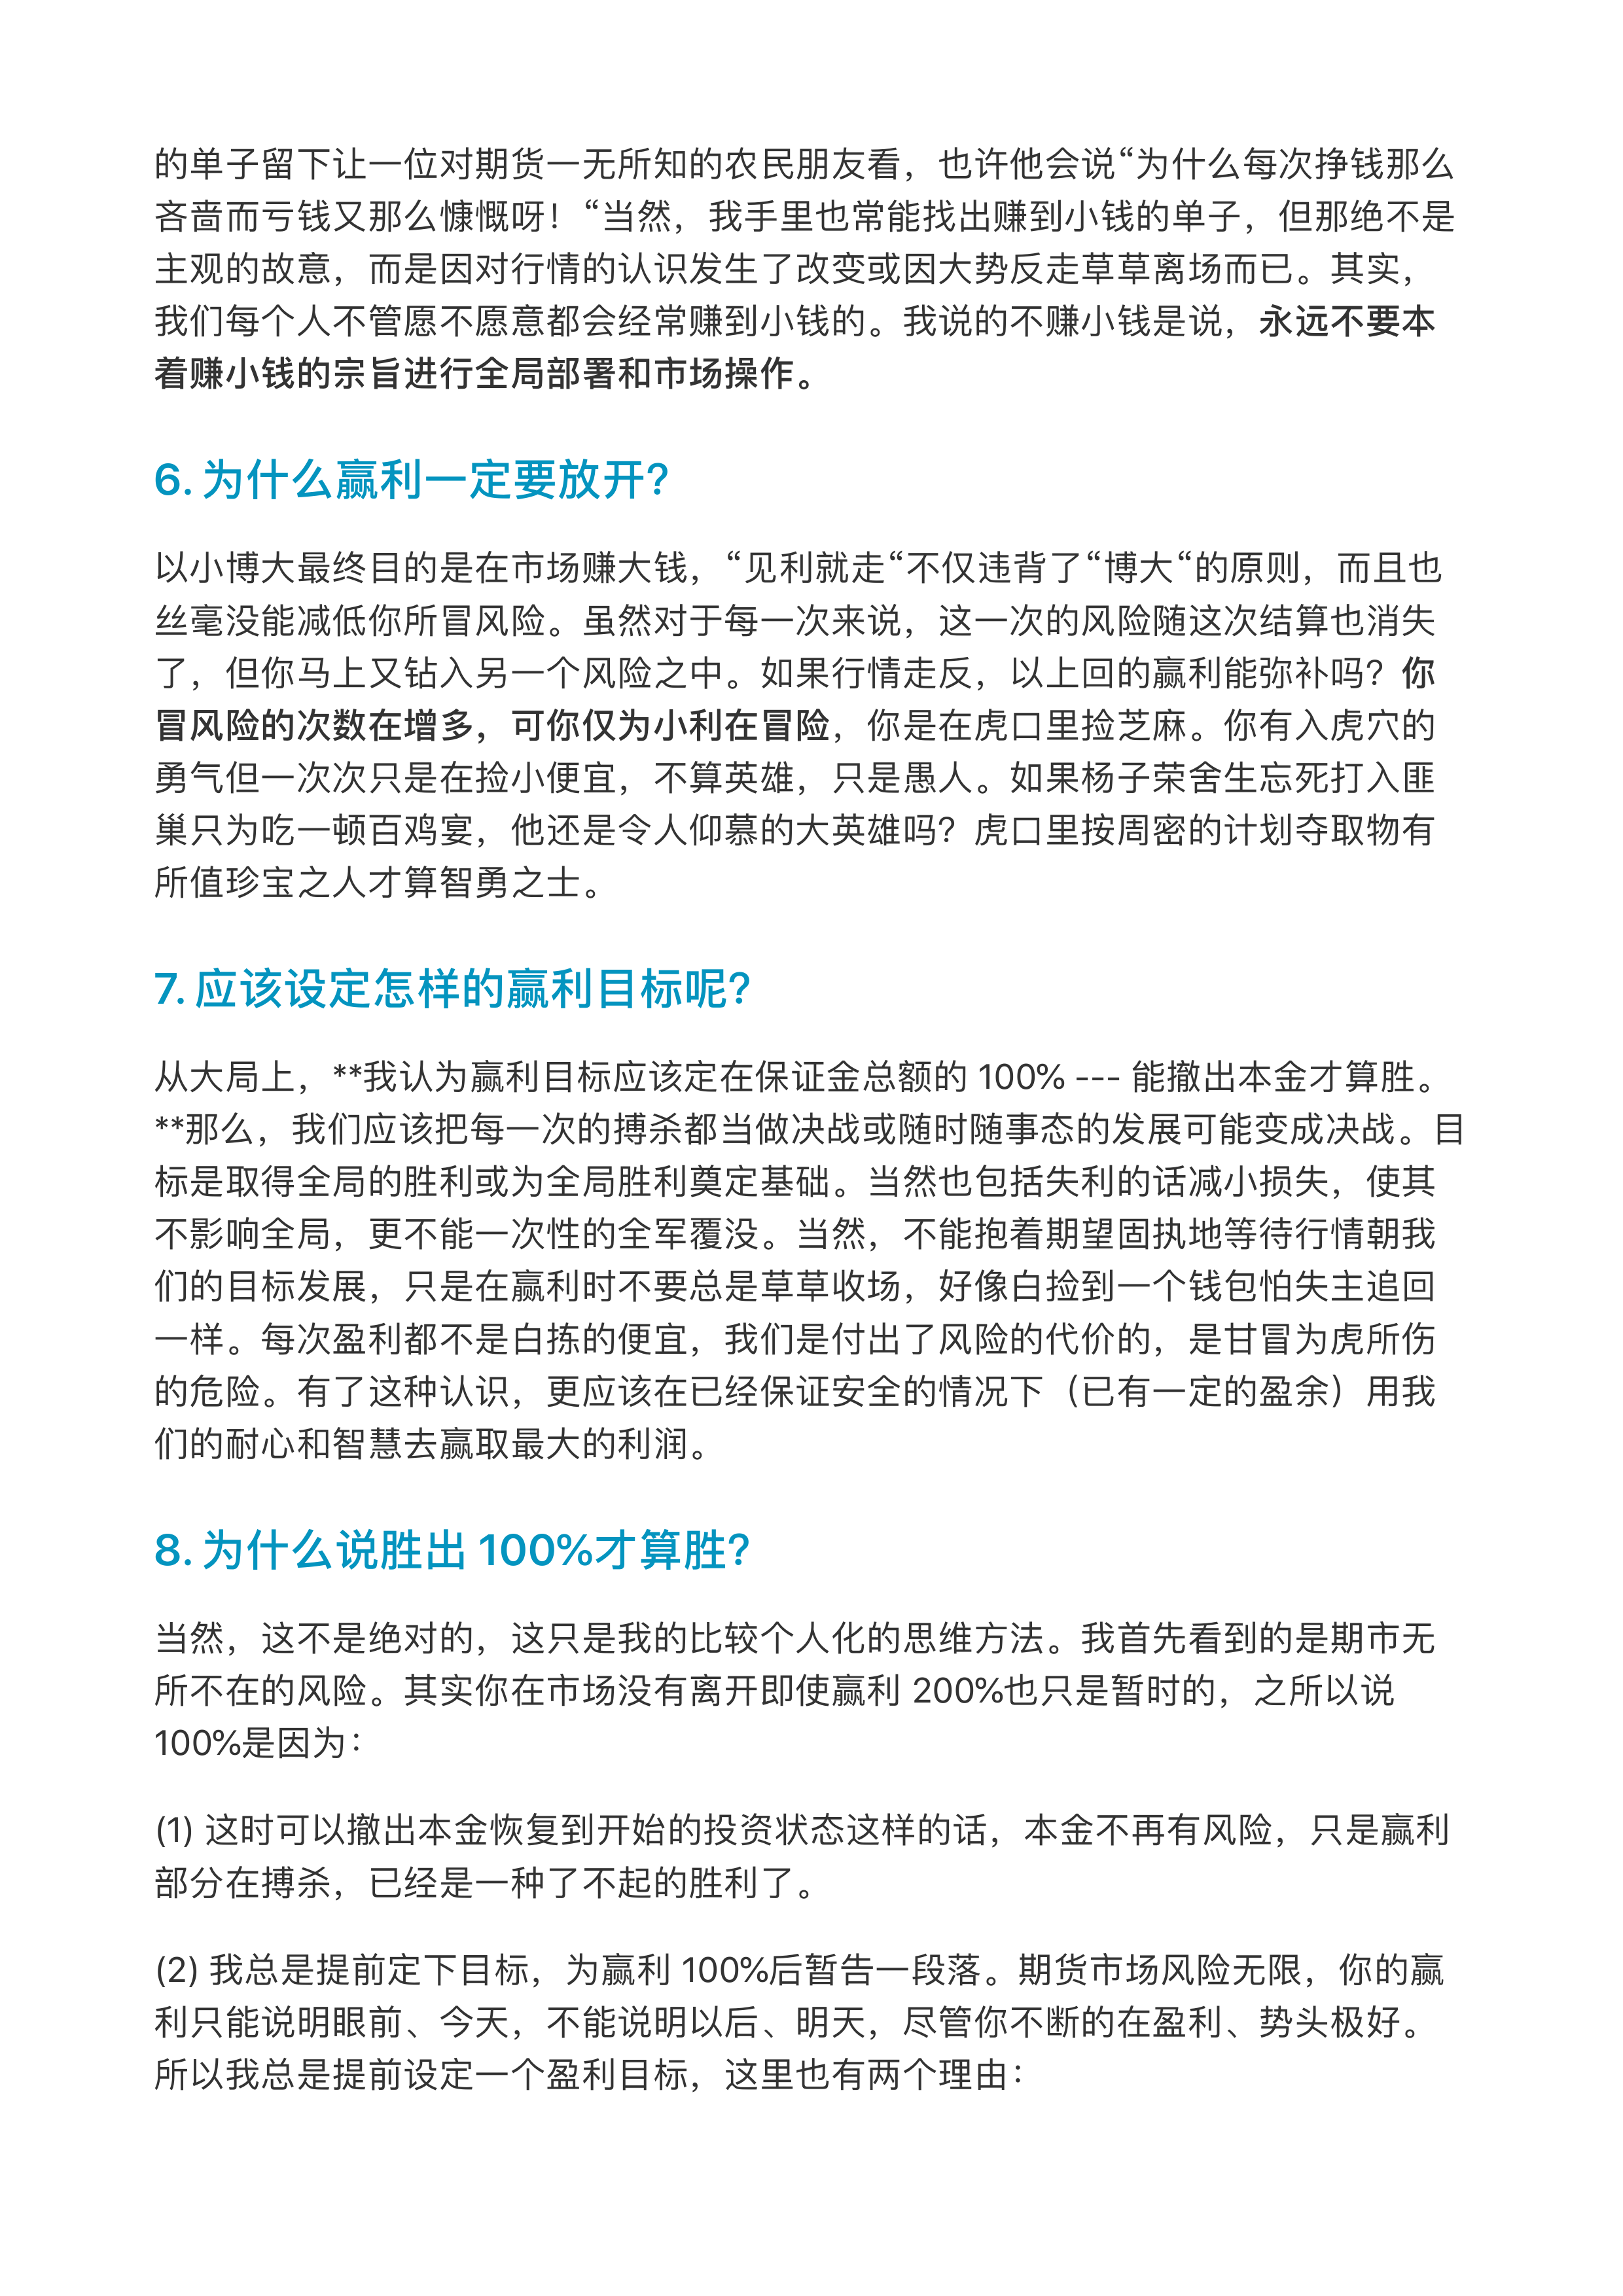 的单子留下让一位对期货一无所知的农民朋友看，也许他会说“为什么每次挣钱那么
吝啬而亏钱又那么慷慨呀！“当然，我手里也常能找出赚到小钱的单子，但那绝不是
主观的故意，而是因对行情的认识发生了改变或因大势反走草草离场而已。其实，
我们每个人不管愿不愿意都会经常赚到小钱的。我说的不赚小钱是说，永远不要本
着赚小钱的宗旨进行全局部署和市场操作。
6. 为什么赢利一定要放开?
以小博大最终目的是在市场赚大钱，“见利就走“不仅违背了“博大“的原则，而且也
丝毫没能减低你所冒风险。虽然对于每一次来说，这一次的风险随这次结算也消失
了，但你马上又钻入另一个风险之中。如果行情走反，以上回的赢利能弥补吗？你
冒风险的次数在增多，可你仅为小利在冒险，你是在虎口里捡芝麻。你有入虎穴的
勇气但一次次只是在捡小便宜，不算英雄，只是愚人。如果杨子荣舍生忘死打入匪
巢只为吃一顿百鸡宴，他还是令人仰慕的大英雄吗？虎口里按周密的计划夺取物有
所值珍宝之人才算智勇之士。
7. 应该设定怎样的赢利目标呢?
从大局上，**我认为赢利目标应该定在保证金总额的 100% --- 能撤出本金才算胜。
**那么，我们应该把每一次的搏杀都当做决战或随时随事态的发展可能变成决战。目
标是取得全局的胜利或为全局胜利奠定基础。当然也包括失利的话减小损失，使其
不影响全局，更不能一次性的全军覆没。当然，不能抱着期望固执地等待行情朝我
们的目标发展，只是在赢利时不要总是草草收场，好像白捡到一个钱包怕失主追回
一样。每次盈利都不是白拣的便宜，我们是付出了风险的代价的，是甘冒为虎所伤
的危险。有了这种认识，更应该在已经保证安全的情况下（已有一定的盈余）用我
们的耐心和智慧去赢取最大的利润。
8. 为什么说胜出 100%才算胜?
当然，这不是绝对的，这只是我的比较个人化的思维方法。我首先看到的是期市无
所不在的风险。其实你在市场没有离开即使赢利 200%也只是暂时的，之所以说
100%是因为：
(1) 这时可以撤出本金恢复到开始的投资状态这样的话，本金不再有风险，只是赢利
部分在搏杀，已经是一种了不起的胜利了。
(2) 我总是提前定下目标，为赢利 100%后暂告一段落。期货市场风险无限，你的赢
利只能说明眼前、今天，不能说明以后、明天，尽管你不断的在盈利、势头极好。
所以我总是提前设定一个盈利目标，这里也有两个理由：